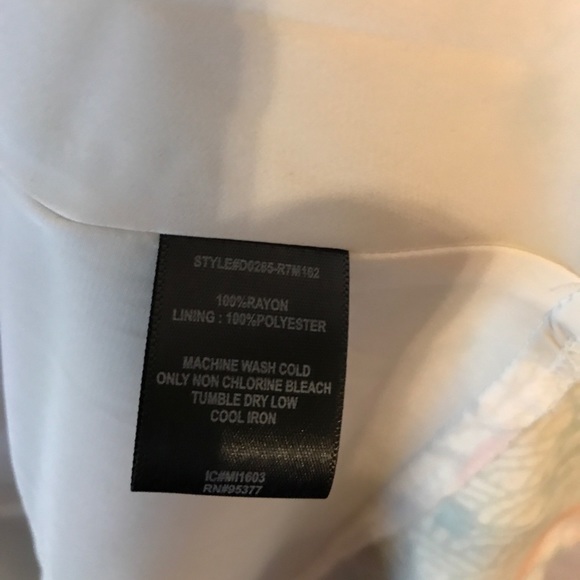 STYLE#D0265-R7M162
100%RAYON
LINING : 100%POLYESTER
MACHINE WASH COLD
ONLY NON CHLORINE BLEACH
TUMBLE DRY LOW
COOL IRON
IC#MI1603
RN#95377